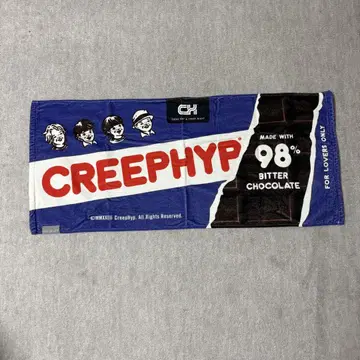 CH
CREEPHYP
MADE WITH
98%
BITTER
CHOCOLATE
FOR LOVERS ONLY
©MMXXIII CreepHyp. All Rights Reserved.